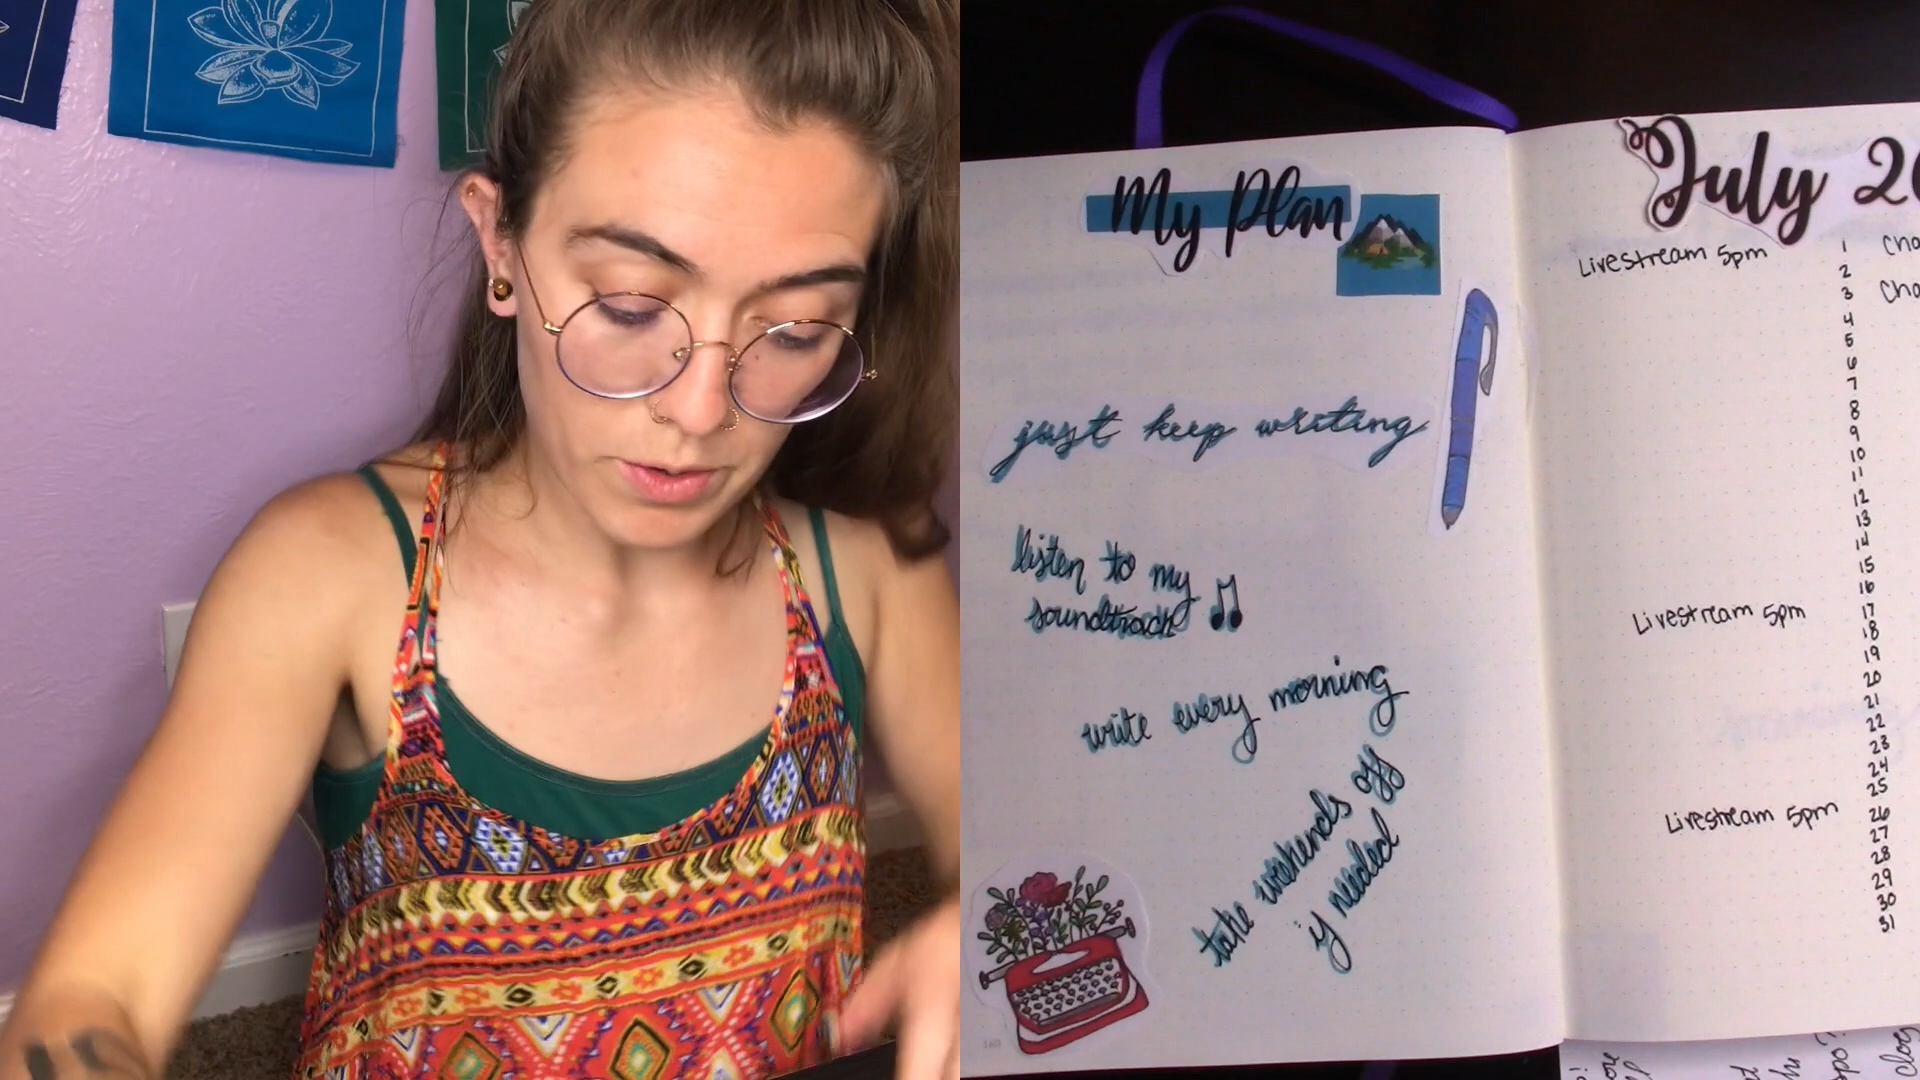 My Plan
just keep writing
listen to my
soundtrack
write every morning
take weekends off
if needed
July 20
Livestream 5pm
1
2
3
4
5
6
7
8
9
10
11
12
13
14
15
16
17
Livestream 5pm
18
19
20
21
22
23
24
25
Livestream 5pm
26
27
28
29
30
31